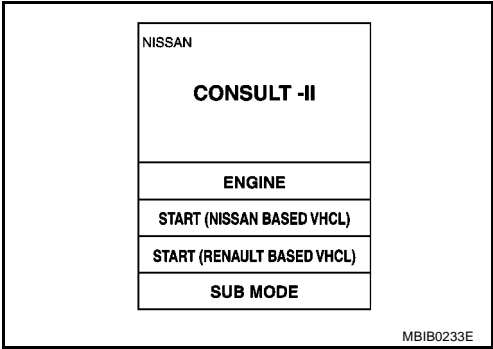 NISSAN
CONSULT -II
ENGINE
START (NISSAN BASED VHCL)
START (RENAULT BASED VHCL)
SUB MODE
MBIB0233E